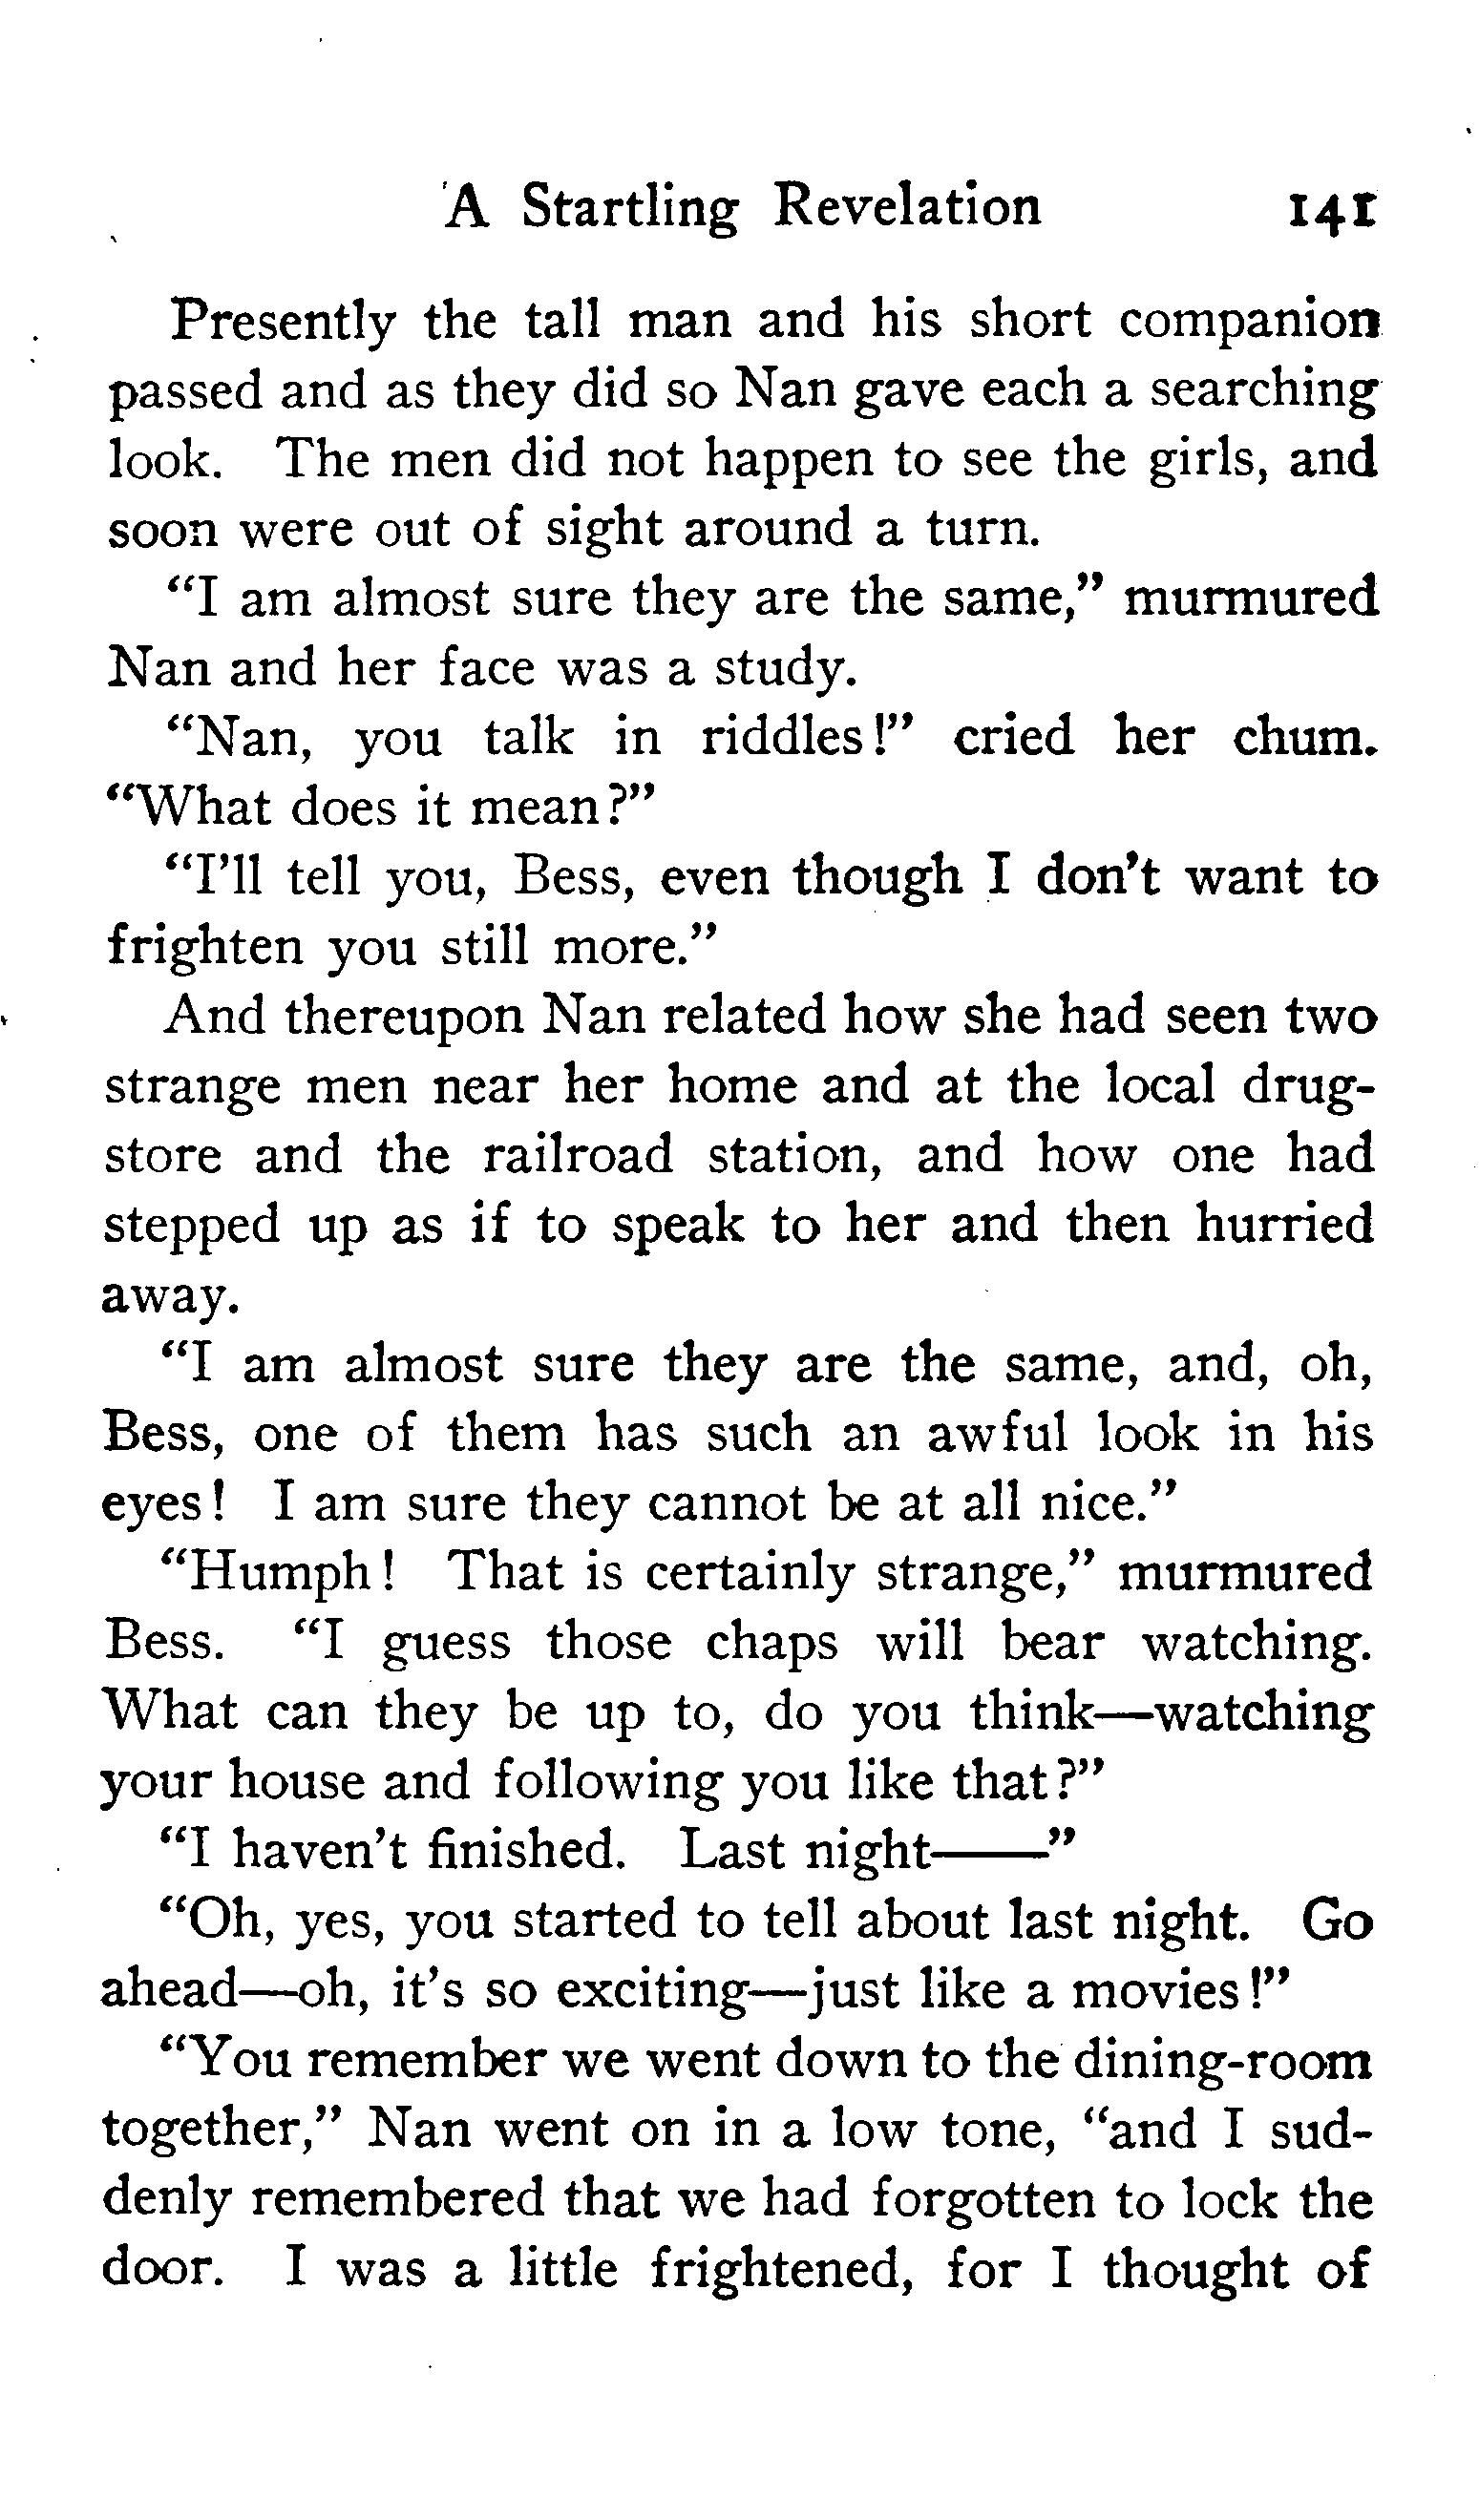 A Startling Revelation 141
Presently the tall man and his short companion
passed and as they did so Nan gave each a searching
look. The men did not happen to see the girls, and
soon were out of sight around a turn.
"I am almost sure they are the same," murmured
Nan and her face was a study.
"Nan, you talk in riddles!" cried her chum.
"What does it mean?"
"I'll tell you, Bess, even though I don't want to
frighten you still more."
And thereupon Nan related how she had seen two
strange men near her home and at the local drug-
store and the railroad station, and how one had
stepped up as if to speak to her and then hurried
away.
"I am almost sure they are the same, and, oh,
Bess, one of them has such an awful look in his
eyes! I am sure they cannot be at all nice."
"Humph! That is certainly strange," murmured
Bess. "I guess those chaps will bear watching.
What can they be up to, do you think—watching
your house and following you like that?"
"I haven't finished. Last night——"
"Oh, yes, you started to tell about last night. Go
ahead—oh, it's so exciting—just like a movies!"
"You remember we went down to the dining-room
together," Nan went on in a low tone, "and I sud-
denly remembered that we had forgotten to lock the
door. I was a little frightened, for I thought of